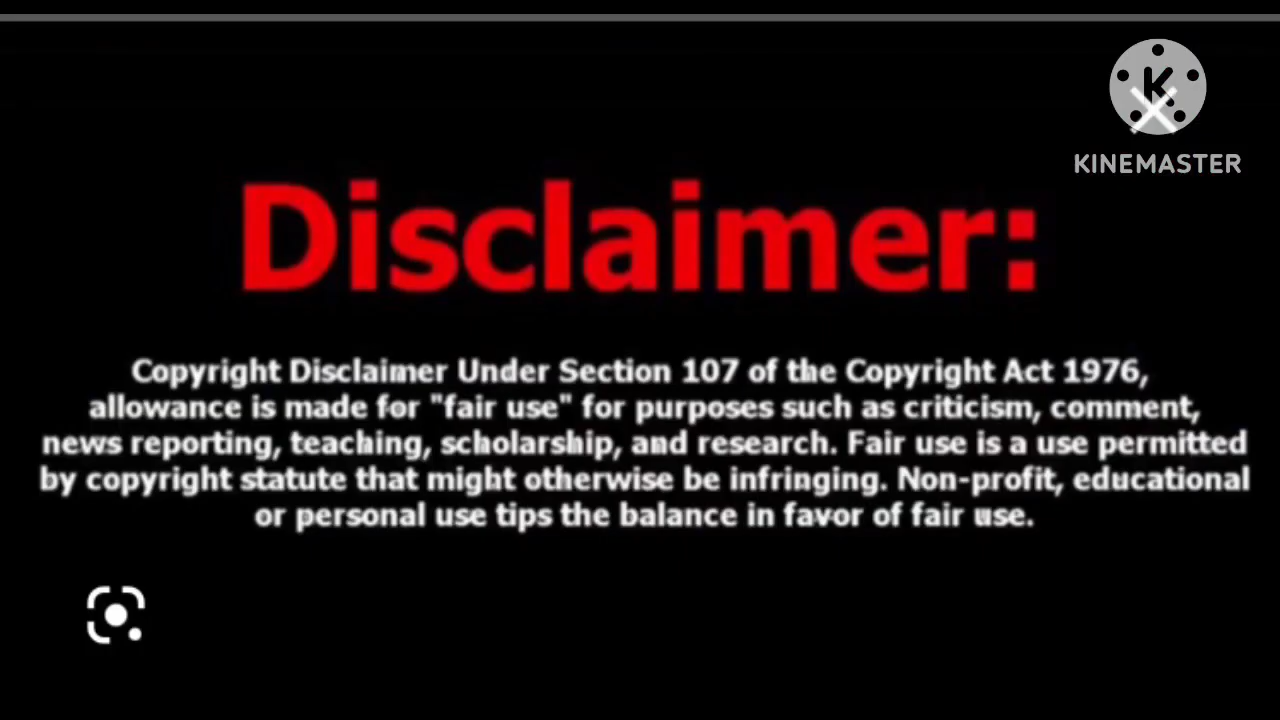 KINEMASTER
Disclaimer:
Copyright Disclaimer Under Section 107 of the Copyright Act 1976,
allowance is made for "fair use" for purposes such as criticism, comment,
news reporting, teaching, scholarship, and research. Fair use is a use permitted
by copyright statute that might otherwise be infringing. Non-profit, educational
or personal use tips the balance in favor of fair use.